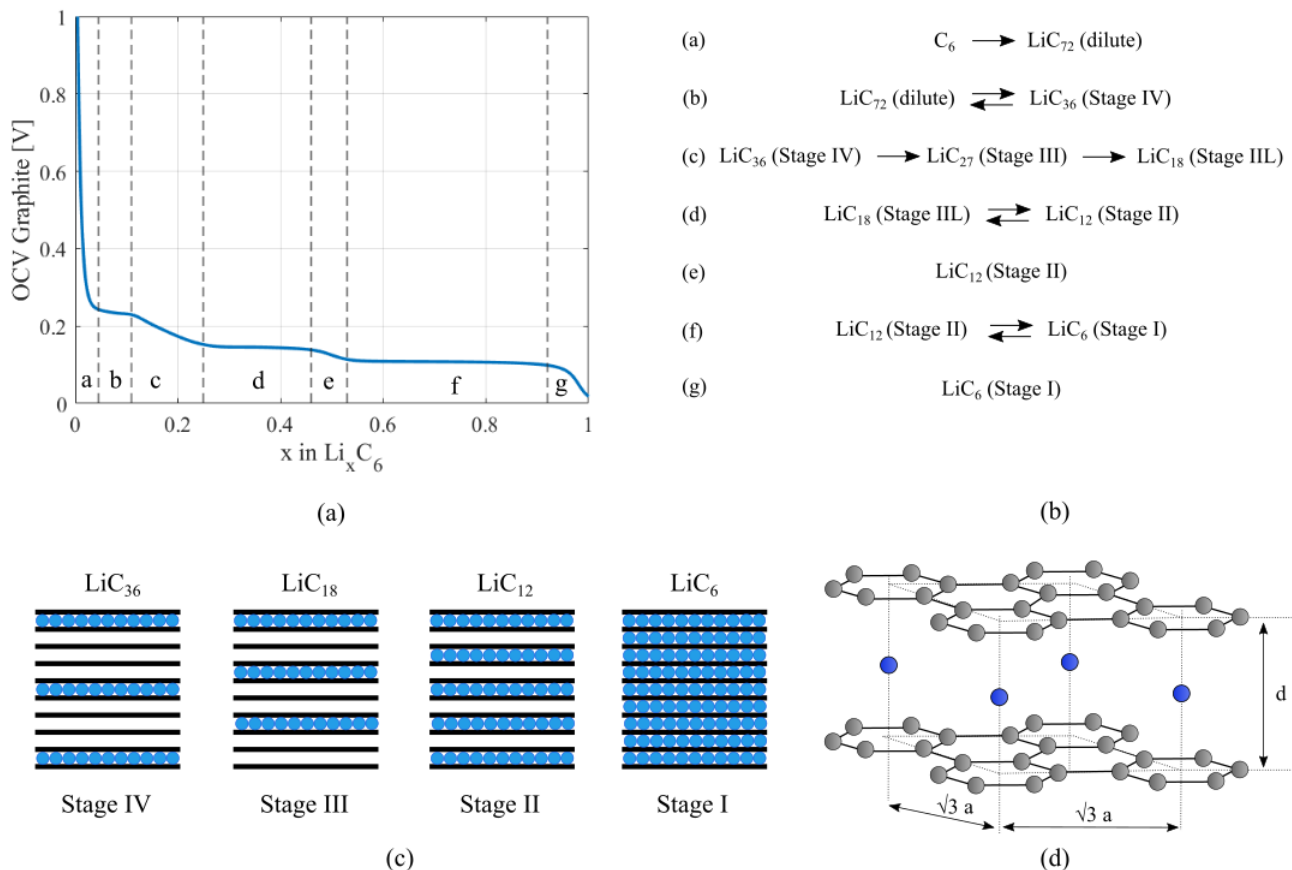 1
0.8
0.6
0.4
0.2
0
OCV Graphite [V]
a b c d e f g
0 0.2 0.4 0.6 0.8 1
x in LiₓC₆
(a)
(a) C₆ ⟶ LiC₇₂ (dilute)
(b) LiC₇₂ (dilute) ⇌ LiC₃₆ (Stage IV)
(c) LiC₃₆ (Stage IV) ⟶ LiC₂₇ (Stage III) ⟶ LiC₁₈ (Stage IIL)
(d) LiC₁₈ (Stage IIL) ⇌ LiC₁₂ (Stage II)
(e) LiC₁₂ (Stage II)
(f) LiC₁₂ (Stage II) ⇌ LiC₆ (Stage I)
(g) LiC₆ (Stage I)
(b)
LiC₃₆ LiC₁₈ LiC₁₂ LiC₆
Stage IV Stage III Stage II Stage I
(c)
d
√3 a √3 a
(d)